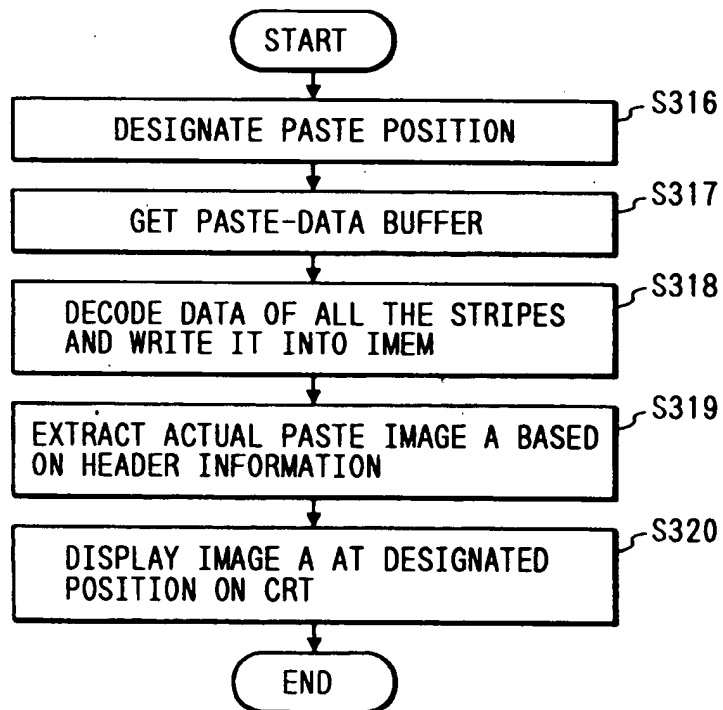 START
S316
DESIGNATE PASTE POSITION
S317
GET PASTE-DATA BUFFER
S318
DECODE DATA OF ALL THE STRIPES
AND WRITE IT INTO IMEM
S319
EXTRACT ACTUAL PASTE IMAGE A BASED
ON HEADER INFORMATION
S320
DISPLAY IMAGE A AT DESIGNATED
POSITION ON CRT
END